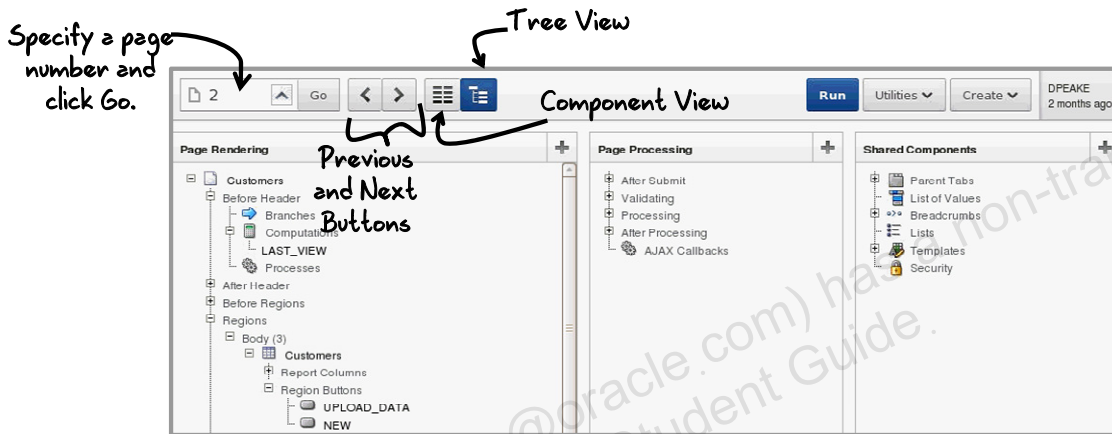 Tree View
Specify a page
number and
click Go.
2
Go
Component View
Run
Utilities
Create
DPEAKE
2 months ago
Previous
and Next
Buttons
Page Rendering
Customers
Before Header
Branches
Computations
LAST_VIEW
Processes
After Header
Before Regions
Regions
Body (3)
Customers
Report Columns
Region Buttons
UPLOAD_DATA
NEW
Page Processing
After Submit
Validating
Processing
After Processing
AJAX Callbacks
Shared Components
Parent Tabs
List of Values
Breadcrumbs
Lists
Templates
Security
@oracle.com) has a non-tra
Student Guide.